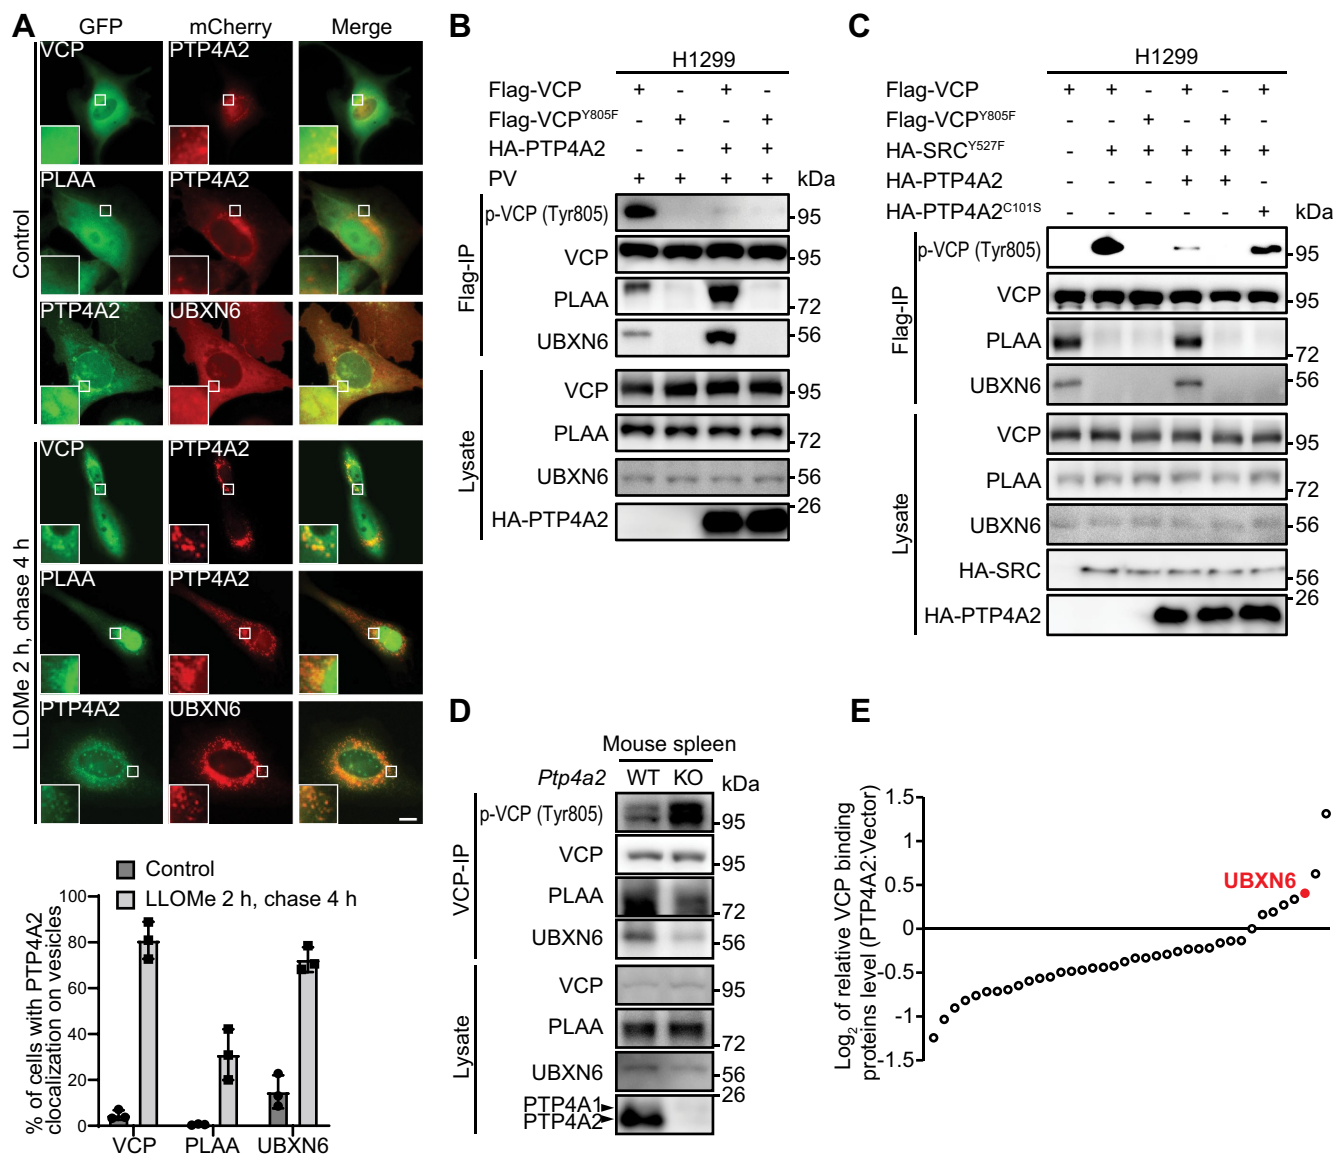 A
GFP mCherry Merge
Control
VCP PTP4A2
PLAA PTP4A2
PTP4A2 UBXN6
LLOMe 2 h, chase 4 h
VCP PTP4A2
PLAA PTP4A2
PTP4A2 UBXN6
Control
LLOMe 2 h, chase 4 h
% of cells with PTP4A2
clocalization on vesicles
100
80
60
40
20
0
VCP PLAA UBXN6
B
H1299
Flag-VCP + - + -
Flag-VCPY805F - + - +
HA-PTP4A2 - - + +
PV + + + + kDa
Flag-IP
p-VCP (Tyr805) 95
VCP 95
PLAA 72
UBXN6 56
Lysate
VCP 95
PLAA 72
UBXN6 56
HA-PTP4A2 26
C
H1299
Flag-VCP + + - + - +
Flag-VCPY805F - - + - + -
HA-SRCY527F - + + + + +
HA-PTP4A2 - - - + + -
HA-PTP4A2C101S - - - - - + kDa
Flag-IP
p-VCP (Tyr805) 95
VCP 95
PLAA 72
UBXN6 56
Lysate
VCP 95
PLAA 72
UBXN6 56
HA-SRC 56
HA-PTP4A2 26
D
Mouse spleen
Ptp4a2 WT KO kDa
VCP-IP
p-VCP (Tyr805) 95
VCP 95
PLAA 72
UBXN6 56
Lysate
VCP 95
PLAA 72
UBXN6 56
26
PTP4A1
PTP4A2
E
Log2 of relative VCP binding
proteins level (PTP4A2:Vector)
1.5
1
0.5
0
-0.5
-1
-1.5
UBXN6